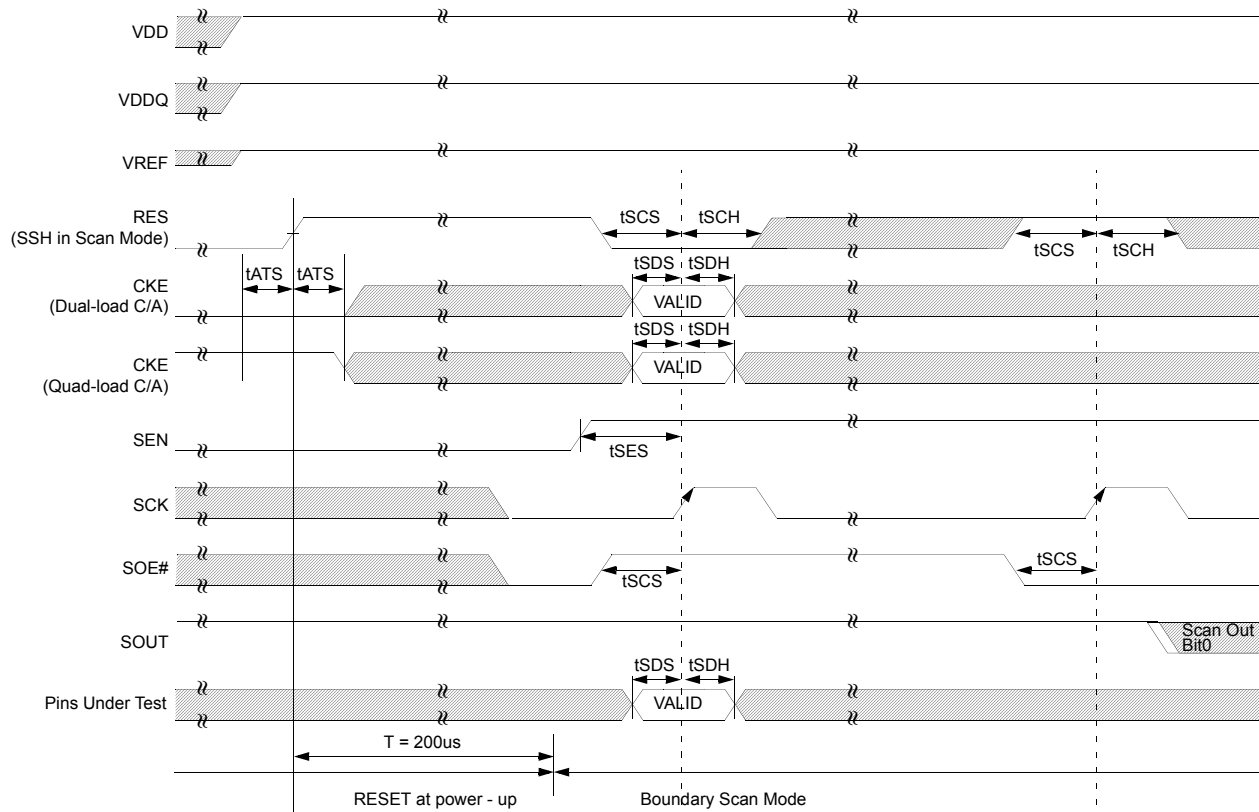 VDD
VDDQ
VREF
RES
(SSH in Scan Mode)
tSCS
tSCH
tSCS
tSCH
tATS
tATS
CKE
(Dual-load C/A)
tSDS
tSDH
VALID
CKE
(Quad-load C/A)
tSDS
tSDH
VALID
SEN
tSES
SCK
SOE#
tSCS
tSCS
SOUT
Scan Out
Bit0
Pins Under Test
tSDS
tSDH
VALID
T = 200us
RESET at power - up
Boundary Scan Mode